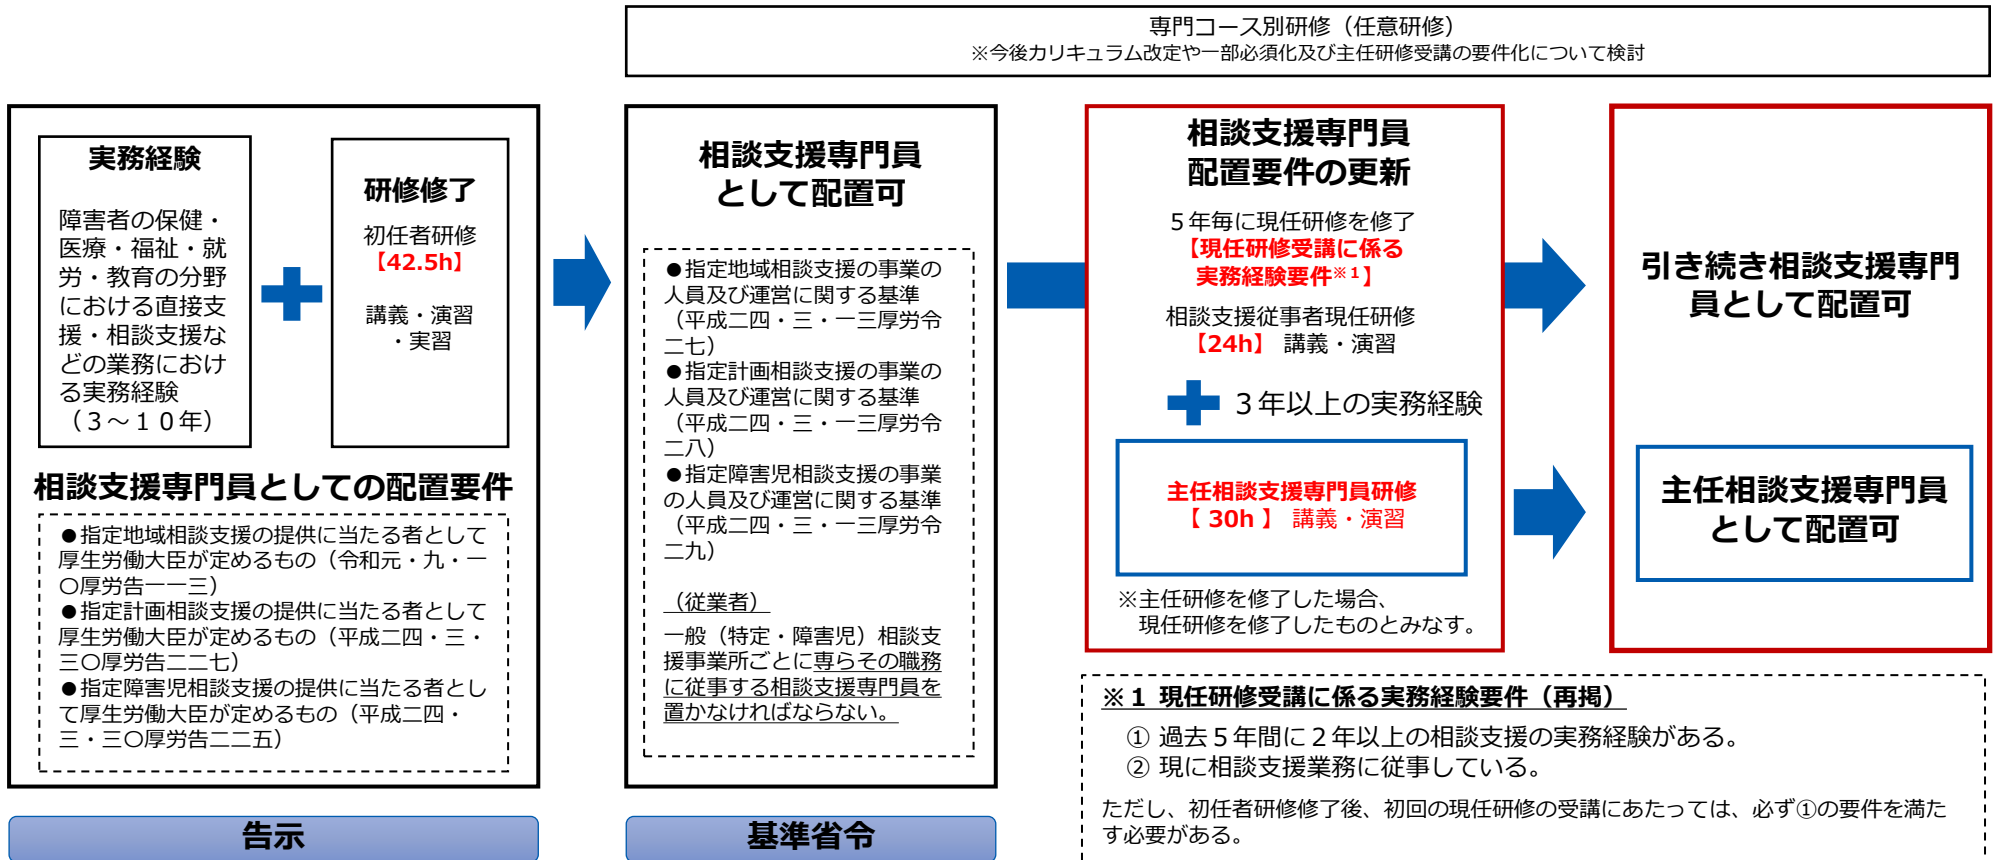 専門コース別研修（任意研修）
※今後カリキュラム改定や一部必須化及び主任研修受講の要件化について検討
実務経験
障害者の保健・
医療・福祉・就
労・教育の分野
における直接支
援・相談支援な
どの業務におけ
る実務経験
（３～１０年）
研修修了
初任者研修
【42.5h】
講義・演習
・実習
相談支援専門員としての配置要件
●指定地域相談支援の提供に当たる者として
厚生労働大臣が定めるもの（令和元・九・一
〇厚労告一一三）
●指定計画相談支援の提供に当たる者として
厚生労働大臣が定めるもの（平成二四・三・
三〇厚労告二二七）
●指定障害児相談支援の提供に当たる者とし
て厚生労働大臣が定めるもの（平成二四・
三・三〇厚労告二二五）
告示
相談支援専門員
として配置可
●指定地域相談支援の事業の
人員及び運営に関する基準
（平成二四・三・一三厚労令
二七）
●指定計画相談支援の事業の
人員及び運営に関する基準
（平成二四・三・一三厚労令
二八）
●指定障害児相談支援の事業
の人員及び運営に関する基準
（平成二四・三・一三厚労令
二九）
（従業者）
一般（特定・障害児）相談支
援事業所ごとに専らその職務
に従事する相談支援専門員を
置かなければならない。
基準省令
相談支援専門員
配置要件の更新
５年毎に現任研修を修了
【現任研修受講に係る
実務経験要件※１】
相談支援従事者現任研修
【24h】 講義・演習
３年以上の実務経験
主任相談支援専門員研修
【 30h 】 講義・演習
※主任研修を修了した場合、
現任研修を修了したものとみなす。
引き続き相談支援専門
員として配置可
主任相談支援専門員
として配置可
※１ 現任研修受講に係る実務経験要件（再掲）
① 過去５年間に２年以上の相談支援の実務経験がある。
② 現に相談支援業務に従事している。
ただし、初任者研修修了後、初回の現任研修の受講にあたっては、必ず①の要件を満た
す必要がある。